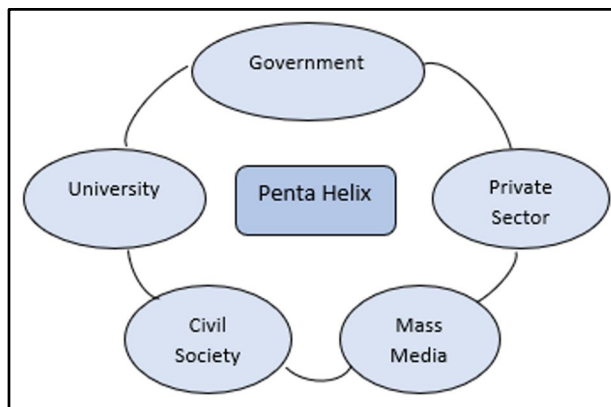 Government
University
Penta Helix
Private
Sector
Civil
Society
Mass
Media